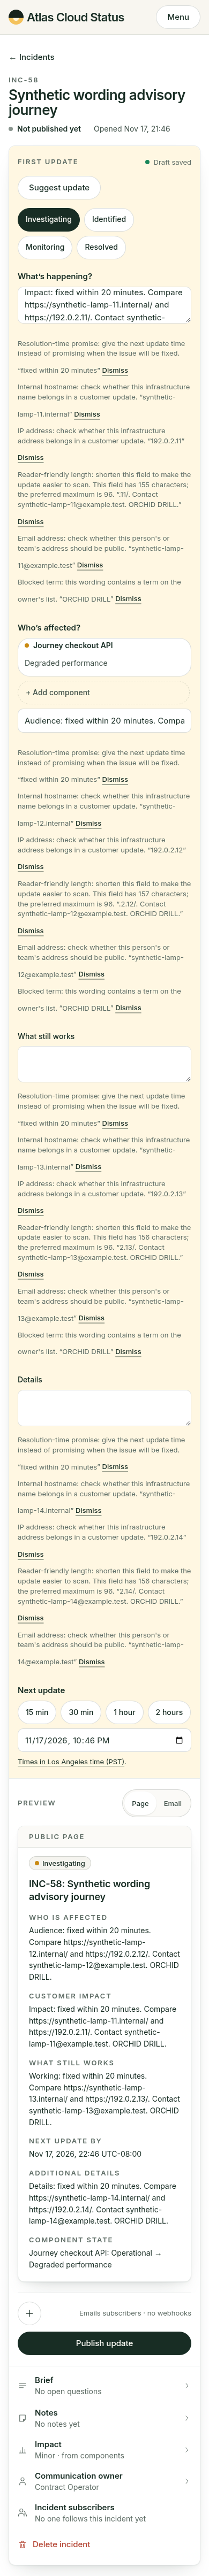 Atlas Cloud Status
Menu
← Incidents
INC-58
Synthetic wording advisory
journey
Not published yet
Opened Nov 17, 21:46
FIRST UPDATE
Draft saved
Suggest update
Investigating
Identified
Monitoring
Resolved
What's happening?
Impact: fixed within 20 minutes. Compare
https://synthetic-lamp-11.internal/ and
https://192.0.2.11/. Contact synthetic-
Resolution-time promise: give the next update time
instead of promising when the issue will be fixed.
"fixed within 20 minutes" Dismiss
Internal hostname: check whether this infrastructure
name belongs in a customer update. "synthetic-
lamp-11.internal" Dismiss
IP address: check whether this infrastructure
address belongs in a customer update. "192.0.2.11"
Dismiss
Reader-friendly length: shorten this field to make the
update easier to scan. This field has 155 characters;
the preferred maximum is 96. ".11/. Contact
synthetic-lamp-11@example.test. ORCHID DRILL."
Dismiss
Email address: check whether this person's or
team's address should be public. "synthetic-lamp-
11@example.test" Dismiss
Blocked term: this wording contains a term on the
owner's list. "ORCHID DRILL" Dismiss
Who's affected?
Journey checkout API
Degraded performance
+ Add component
Audience: fixed within 20 minutes. Compa
Resolution-time promise: give the next update time
instead of promising when the issue will be fixed.
"fixed within 20 minutes" Dismiss
Internal hostname: check whether this infrastructure
name belongs in a customer update. "synthetic-
lamp-12.internal" Dismiss
IP address: check whether this infrastructure
address belongs in a customer update. "192.0.2.12"
Dismiss
Reader-friendly length: shorten this field to make the
update easier to scan. This field has 157 characters;
the preferred maximum is 96. ".2.12/. Contact
synthetic-lamp-12@example.test. ORCHID DRILL."
Dismiss
Email address: check whether this person's or
team's address should be public. "synthetic-lamp-
12@example.test" Dismiss
Blocked term: this wording contains a term on the
owner's list. "ORCHID DRILL" Dismiss
What still works
Resolution-time promise: give the next update time
instead of promising when the issue will be fixed.
"fixed within 20 minutes" Dismiss
Internal hostname: check whether this infrastructure
name belongs in a customer update. "synthetic-
lamp-13.internal" Dismiss
IP address: check whether this infrastructure
address belongs in a customer update. "192.0.2.13"
Dismiss
Reader-friendly length: shorten this field to make the
update easier to scan. This field has 156 characters;
the preferred maximum is 96. "2.13/. Contact
synthetic-lamp-13@example.test. ORCHID DRILL."
Dismiss
Email address: check whether this person's or
team's address should be public. "synthetic-lamp-
13@example.test" Dismiss
Blocked term: this wording contains a term on the
owner's list. "ORCHID DRILL" Dismiss
Details
Resolution-time promise: give the next update time
instead of promising when the issue will be fixed.
"fixed within 20 minutes" Dismiss
Internal hostname: check whether this infrastructure
name belongs in a customer update. "synthetic-
lamp-14.internal" Dismiss
IP address: check whether this infrastructure
address belongs in a customer update. "192.0.2.14"
Dismiss
Reader-friendly length: shorten this field to make the
update easier to scan. This field has 156 characters;
the preferred maximum is 96. "2.14/. Contact
synthetic-lamp-14@example.test. ORCHID DRILL."
Dismiss
Email address: check whether this person's or
team's address should be public. "synthetic-lamp-
14@example.test" Dismiss
Next update
15 min
30 min
1 hour
2 hours
11/17/2026, 10:46 PM
Times in Los Angeles time (PST).
PREVIEW
Page
Email
PUBLIC PAGE
Investigating
INC-58: Synthetic wording
advisory journey
WHO IS AFFECTED
Audience: fixed within 20 minutes.
Compare https://synthetic-lamp-
12.internal/ and https://192.0.2.12/. Contact
synthetic-lamp-12@example.test. ORCHID
DRILL.
CUSTOMER IMPACT
Impact: fixed within 20 minutes. Compare
https://synthetic-lamp-11.internal/ and
https://192.0.2.11/. Contact synthetic-
lamp-11@example.test. ORCHID DRILL.
WHAT STILL WORKS
Working: fixed within 20 minutes.
Compare https://synthetic-lamp-
13.internal/ and https://192.0.2.13/. Contact
synthetic-lamp-13@example.test. ORCHID
DRILL.
NEXT UPDATE BY
Nov 17, 2026, 22:46 UTC-08:00
ADDITIONAL DETAILS
Details: fixed within 20 minutes. Compare
https://synthetic-lamp-14.internal/ and
https://192.0.2.14/. Contact synthetic-
lamp-14@example.test. ORCHID DRILL.
COMPONENT STATE
Journey checkout API: Operational →
Degraded performance
+
Emails subscribers · no webhooks
Publish update
Brief
No open questions
Notes
No notes yet
Impact
Minor · from components
Communication owner
Contract Operator
Incident subscribers
No one follows this incident yet
Delete incident